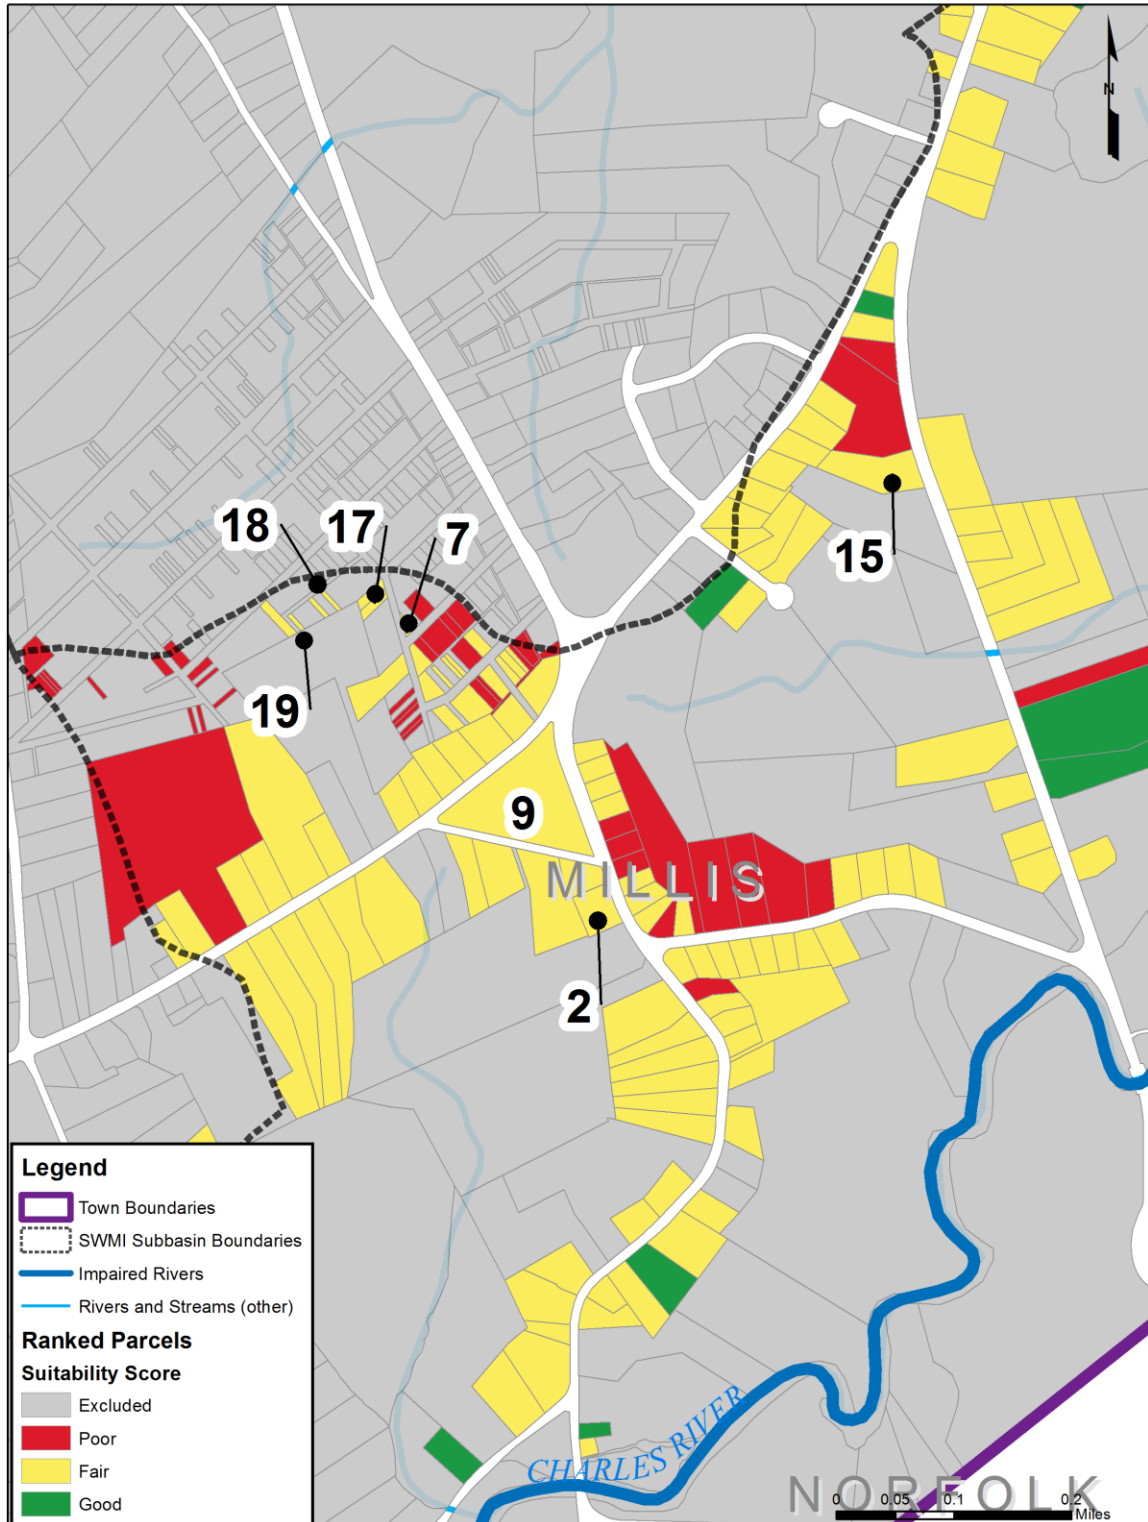 N
18
17
7
15
19
9
MILLIS
2
Legend
Town Boundaries
SWMI Subbasin Boundaries
Impaired Rivers
Rivers and Streams (other)
Ranked Parcels
Suitability Score
Excluded
Poor
Fair
Good
CHARLES RIVER
NORFOLK
0 0.05 0.1 0.2
Miles